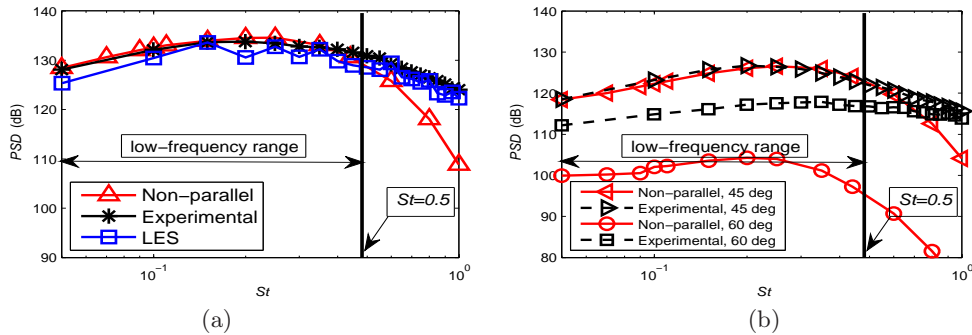 (a)
140
130
120
110
100
90
PSD (dB)
low-frequency range
Non-parallel
Experimental
LES
St=0.5
10⁻¹
10⁰
St
(a)
(b)
140
130
120
110
100
90
80
PSD (dB)
low-frequency range
Non-parallel, 45 deg
Experimental, 45 deg
Non-parallel, 60 deg
Experimental, 60 deg
St=0.5
10⁻¹
10⁰
St
(b)